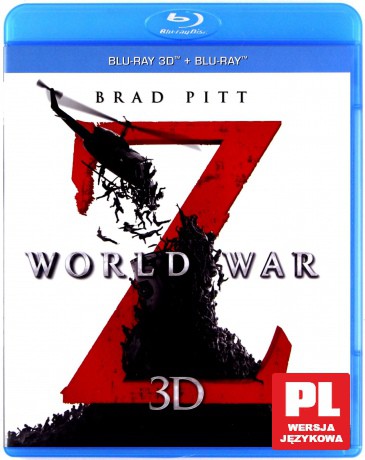 Blu-ray Disc
BLU-RAY 3D™ + BLU-RAY™
BRAD PITT
Z
WORLD WAR
3D
PL
WERSJA
JĘZYKOWA